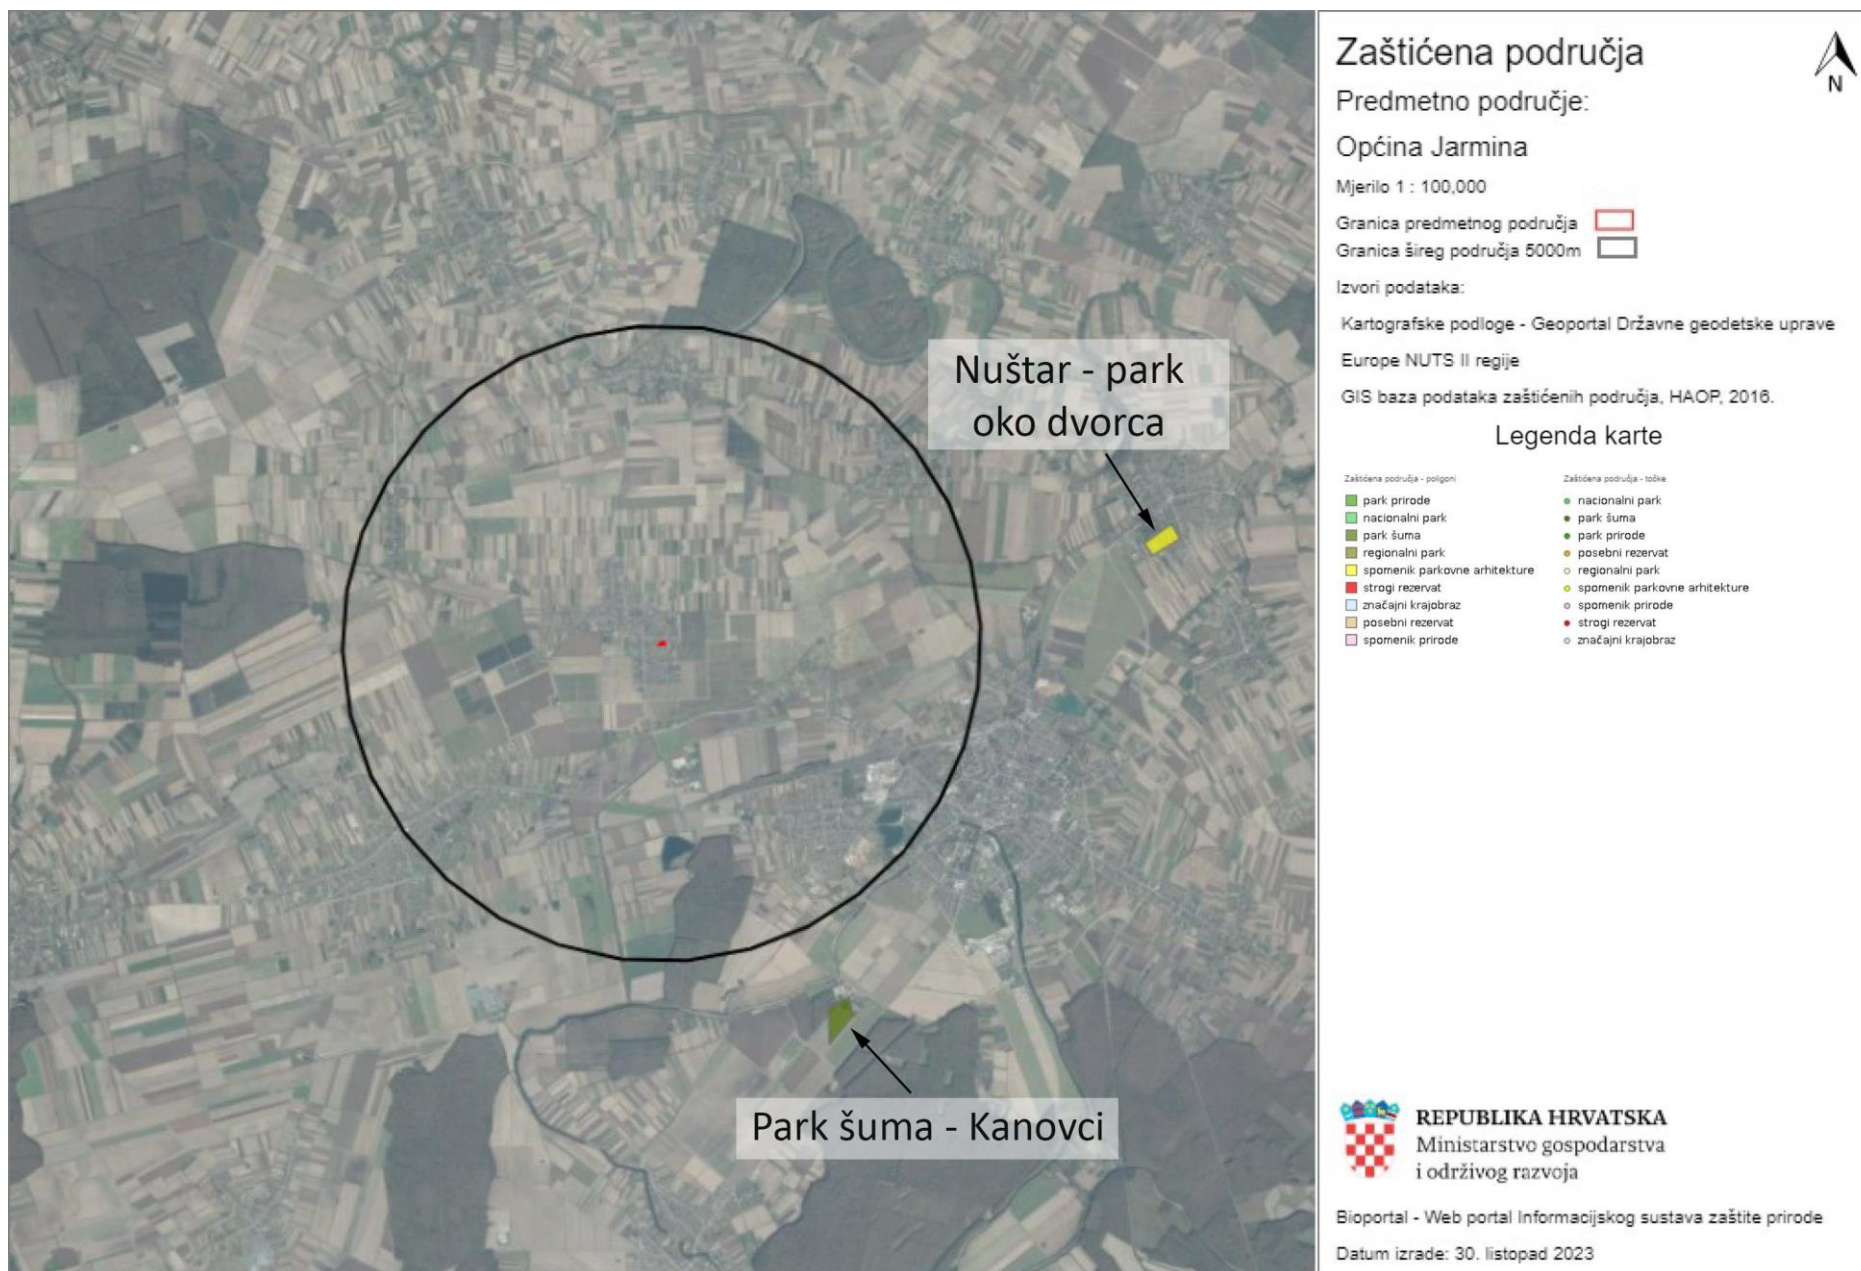 Nuštar - park
oko dvorca
Park šuma - Kanovci
Zaštićena područja
N
Predmetno područje:
Općina Jarmina
Mjerilo 1 : 100,000
Granica predmetnog područja
Granica šireg područja 5000m
Izvori podataka:
Kartografske podloge - Geoportal Državne geodetske uprave
Europe NUTS II regije
GIS baza podataka zaštićenih područja, HAOP, 2016.
Legenda karte
Zaštićena područja - poligoni
park prirode
nacionalni park
park šuma
regionalni park
spomenik parkovne arhitekture
strogi rezervat
značajni krajobraz
posebni rezervat
spomenik prirode
Zaštićena područja - točke
nacionalni park
park šuma
park prirode
posebni rezervat
regionalni park
spomenik parkovne arhitekture
spomenik prirode
strogi rezervat
značajni krajobraz
REPUBLIKA HRVATSKA
Ministarstvo gospodarstva
i održivog razvoja
Bioportal - Web portal Informacijskog sustava zaštite prirode
Datum izrade: 30. listopad 2023